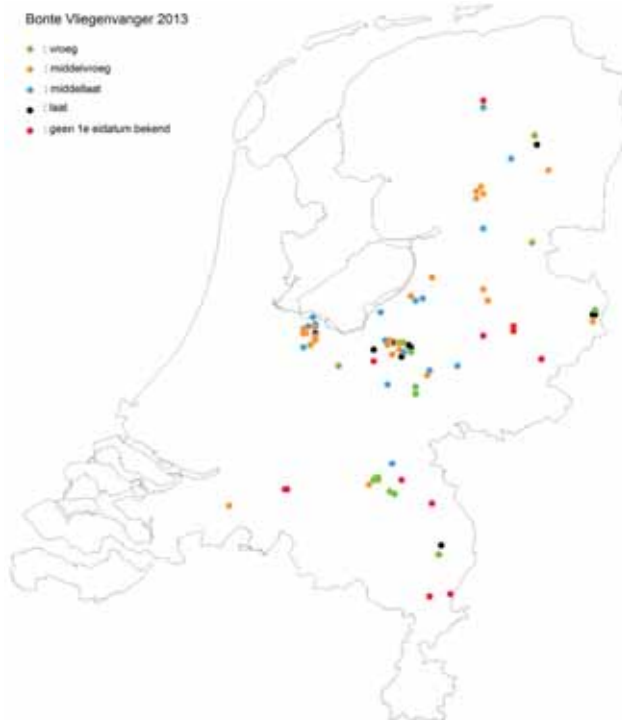 Bonte Vliegenvanger 2013
: vroeg
: middelvroeg
: middellaat
: laat
: geen 1e eidatum bekend